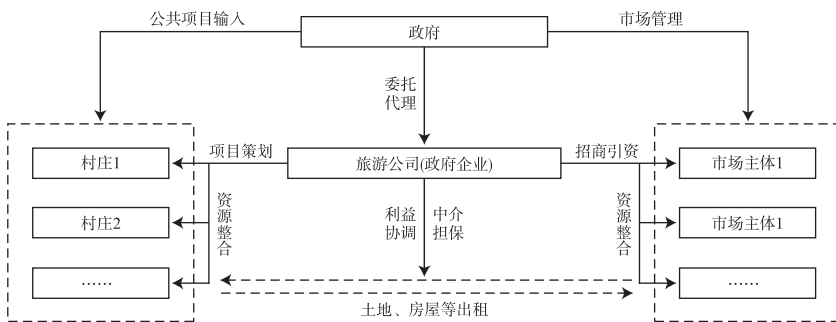 公共项目输入
政府
市场管理
委托
代理
村庄1
项目策划
旅游公司(政府企业)
招商引资
市场主体1
村庄2
资源整合
利益
协调
中介
担保
资源整合
市场主体1
……
……
土地、房屋等出租